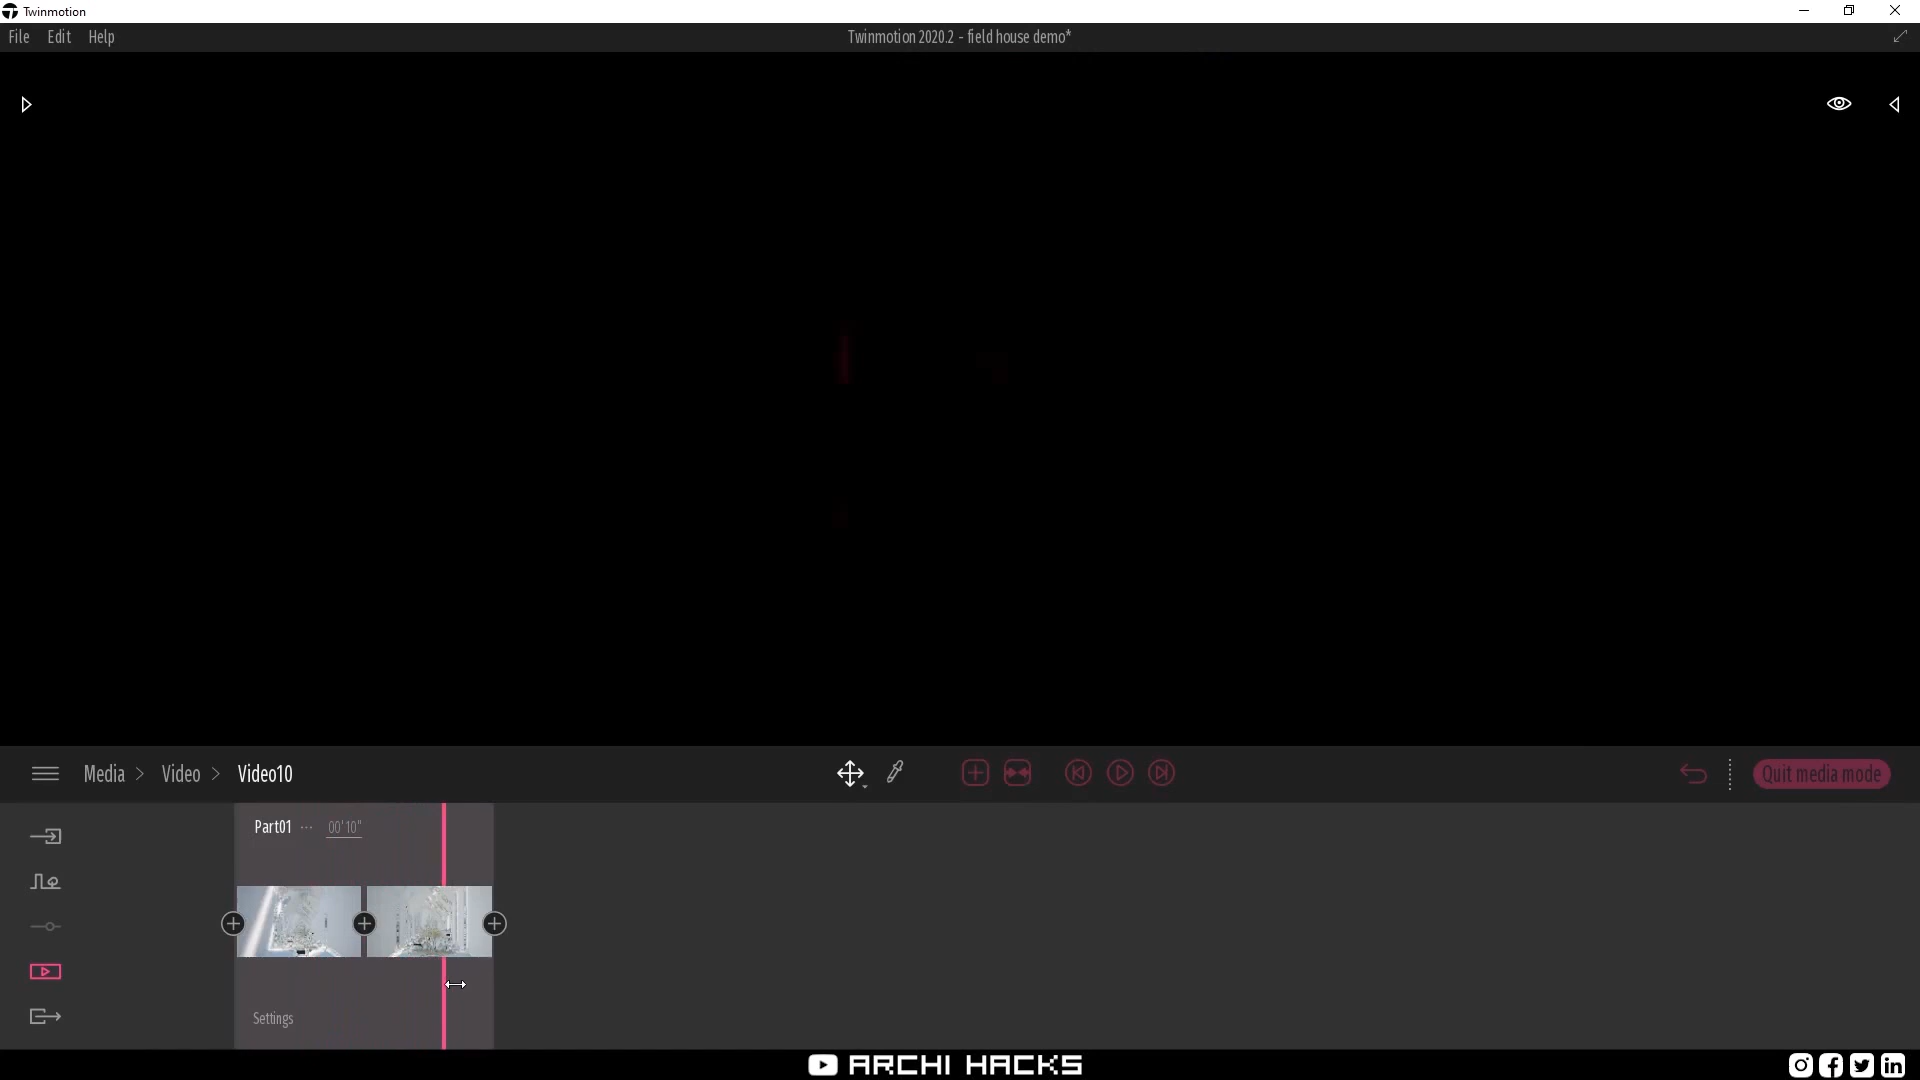 Twinmotion
File Edit Help
Twinmotion 2020.2 - field house demo*
Media > Video > Video10
Quit media mode
Part01 ... 00'10"
Settings
ARCHI HACKS